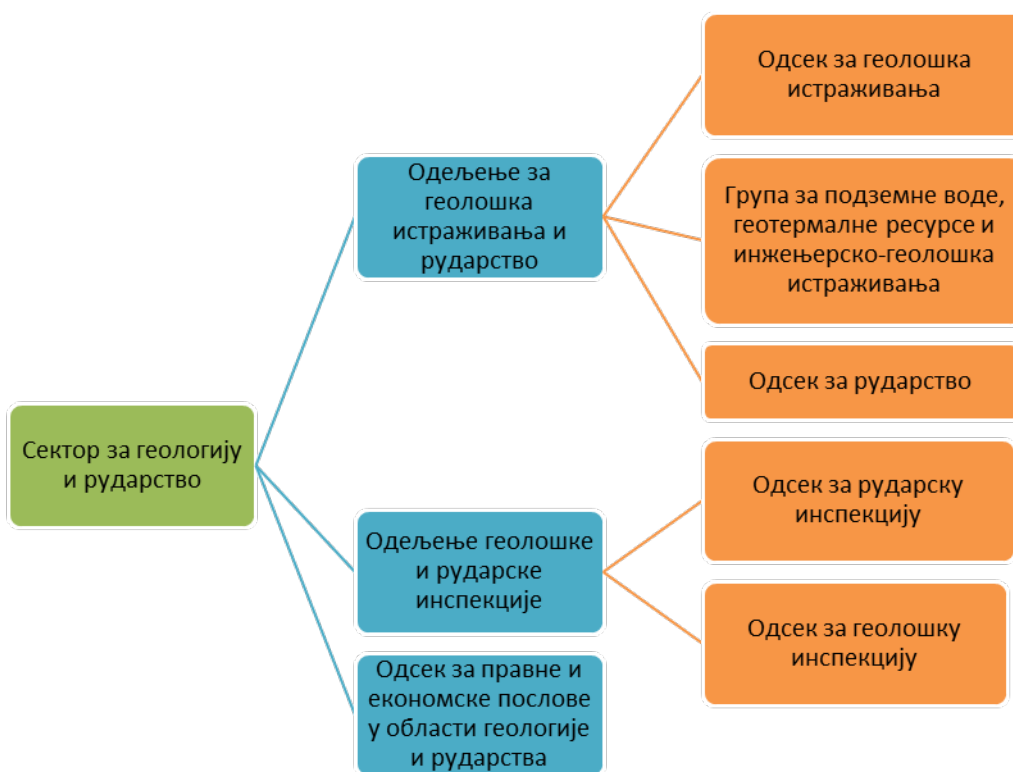 Сектор за геологију
и рударство
Одељење за
геолошка
истраживања и
рударство
Одсек за геолошка
истраживања
Група за подземне воде,
геотермалне ресурсе и
инжењерско-геолошка
истраживања
Одсек за рударство
Одељење геолошке
и рударске
инспекције
Одсек за рударску
инспекцију
Одсек за геолошку
инспекцију
Одсек за правне и
економске послове
у области геологије
и рударства